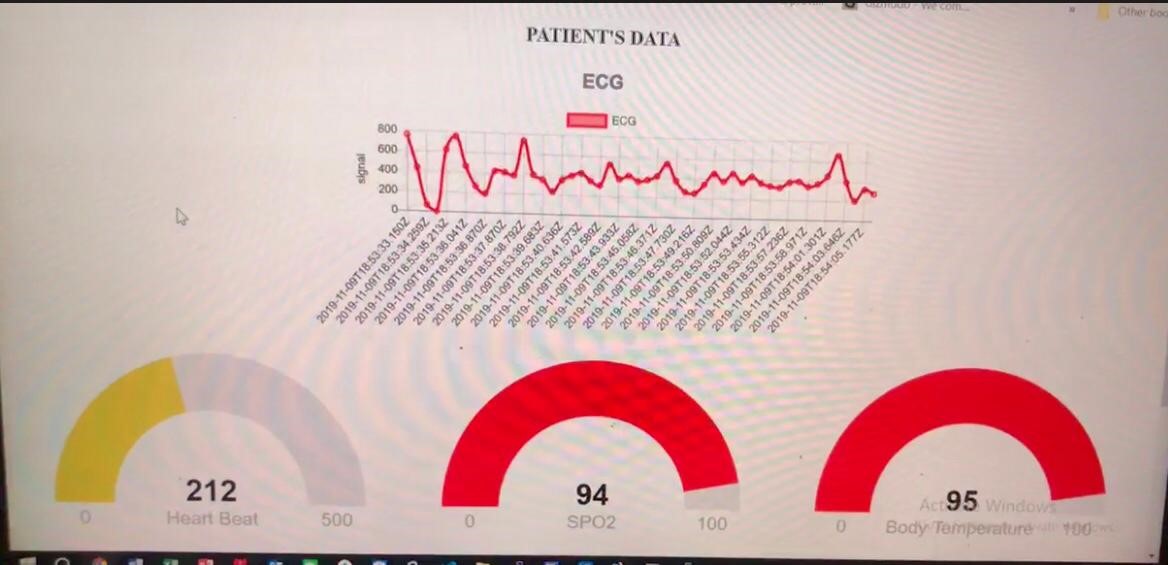 Other boo
PATIENT'S DATA
ECG
ECG
800
600
400
200
0
signal
2019-11-09T18:53:33.150Z
2019-11-09T18:53:34.259Z
2019-11-09T18:53:35.213Z
2019-11-09T18:53:36.041Z
2019-11-09T18:53:36.870Z
2019-11-09T18:53:37.870Z
2019-11-09T18:53:38.792Z
2019-11-09T18:53:39.683Z
2019-11-09T18:53:40.636Z
2019-11-09T18:53:41.573Z
2019-11-09T18:53:42.589Z
2019-11-09T18:53:43.933Z
2019-11-09T18:53:45.058Z
2019-11-09T18:53:46.371Z
2019-11-09T18:53:47.730Z
2019-11-09T18:53:49.216Z
2019-11-09T18:53:50.809Z
2019-11-09T18:53:52.044Z
2019-11-09T18:53:53.434Z
2019-11-09T18:53:55.312Z
2019-11-09T18:53:57.236Z
2019-11-09T18:53:58.971Z
2019-11-09T18:54:01.301Z
2019-11-09T18:54:03.646Z
2019-11-09T18:54:05.177Z
212
0 Heart Beat 500
94
0 SPO2 100
95 Windows
0 Body Temperature 100